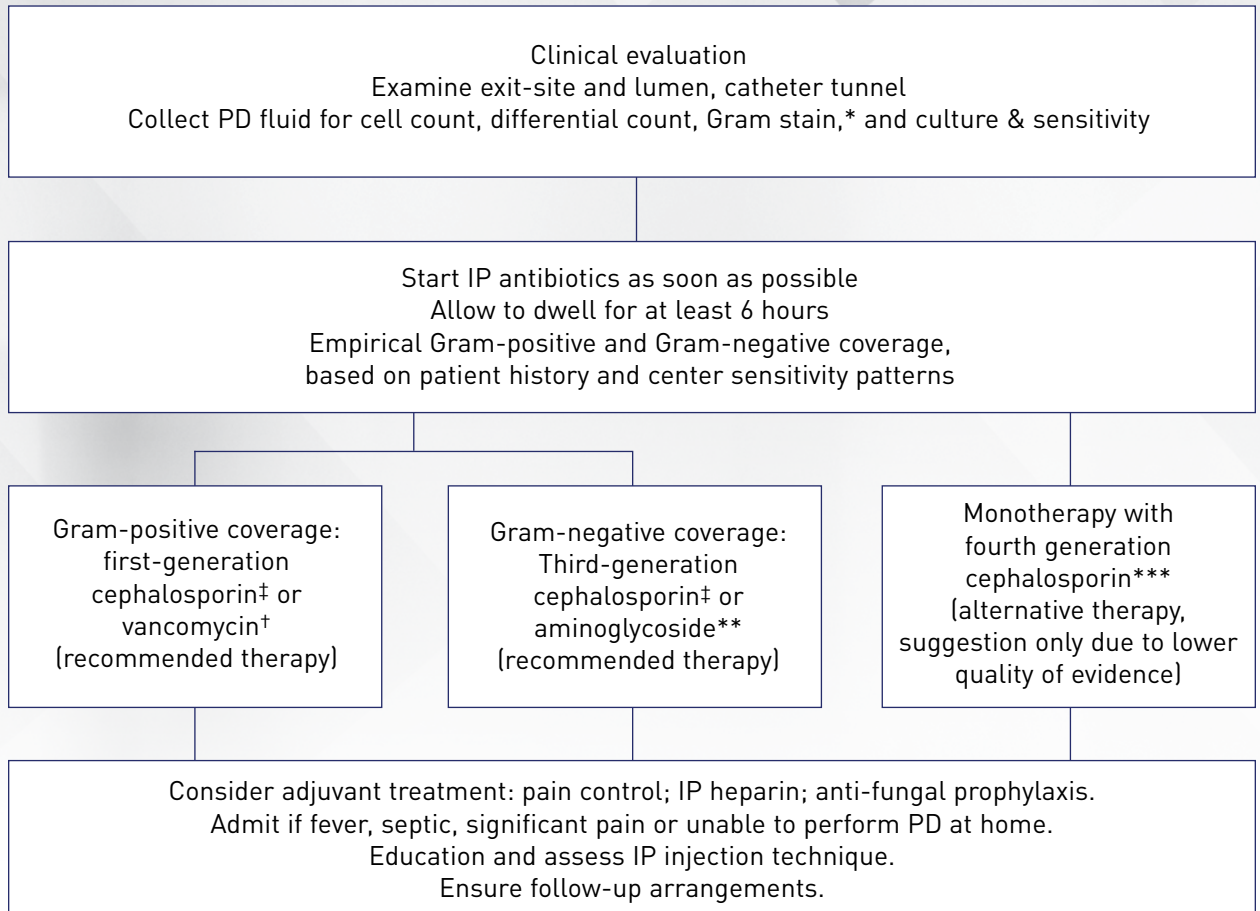 Clinical evaluation
Examine exit-site and lumen, catheter tunnel
Collect PD fluid for cell count, differential count, Gram stain,* and culture & sensitivity
Start IP antibiotics as soon as possible
Allow to dwell for at least 6 hours
Empirical Gram-positive and Gram-negative coverage,
based on patient history and center sensitivity patterns
Gram-positive coverage:
first-generation
cephalosporin‡ or
vancomycin†
(recommended therapy)
Gram-negative coverage:
Third-generation
cephalosporin‡ or
aminoglycoside**
(recommended therapy)
Monotherapy with
fourth generation
cephalosporin***
(alternative therapy,
suggestion only due to lower
quality of evidence)
Consider adjuvant treatment: pain control; IP heparin; anti-fungal prophylaxis.
Admit if fever, septic, significant pain or unable to perform PD at home.
Education and assess IP injection technique.
Ensure follow-up arrangements.